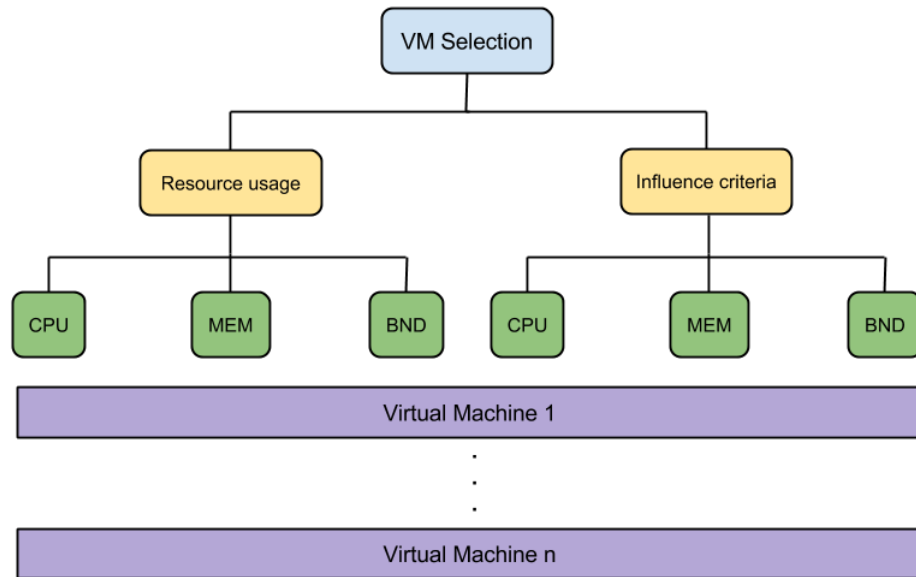 VM Selection
Resource usage
Influence criteria
CPU
MEM
BND
CPU
MEM
BND
Virtual Machine 1
Virtual Machine n